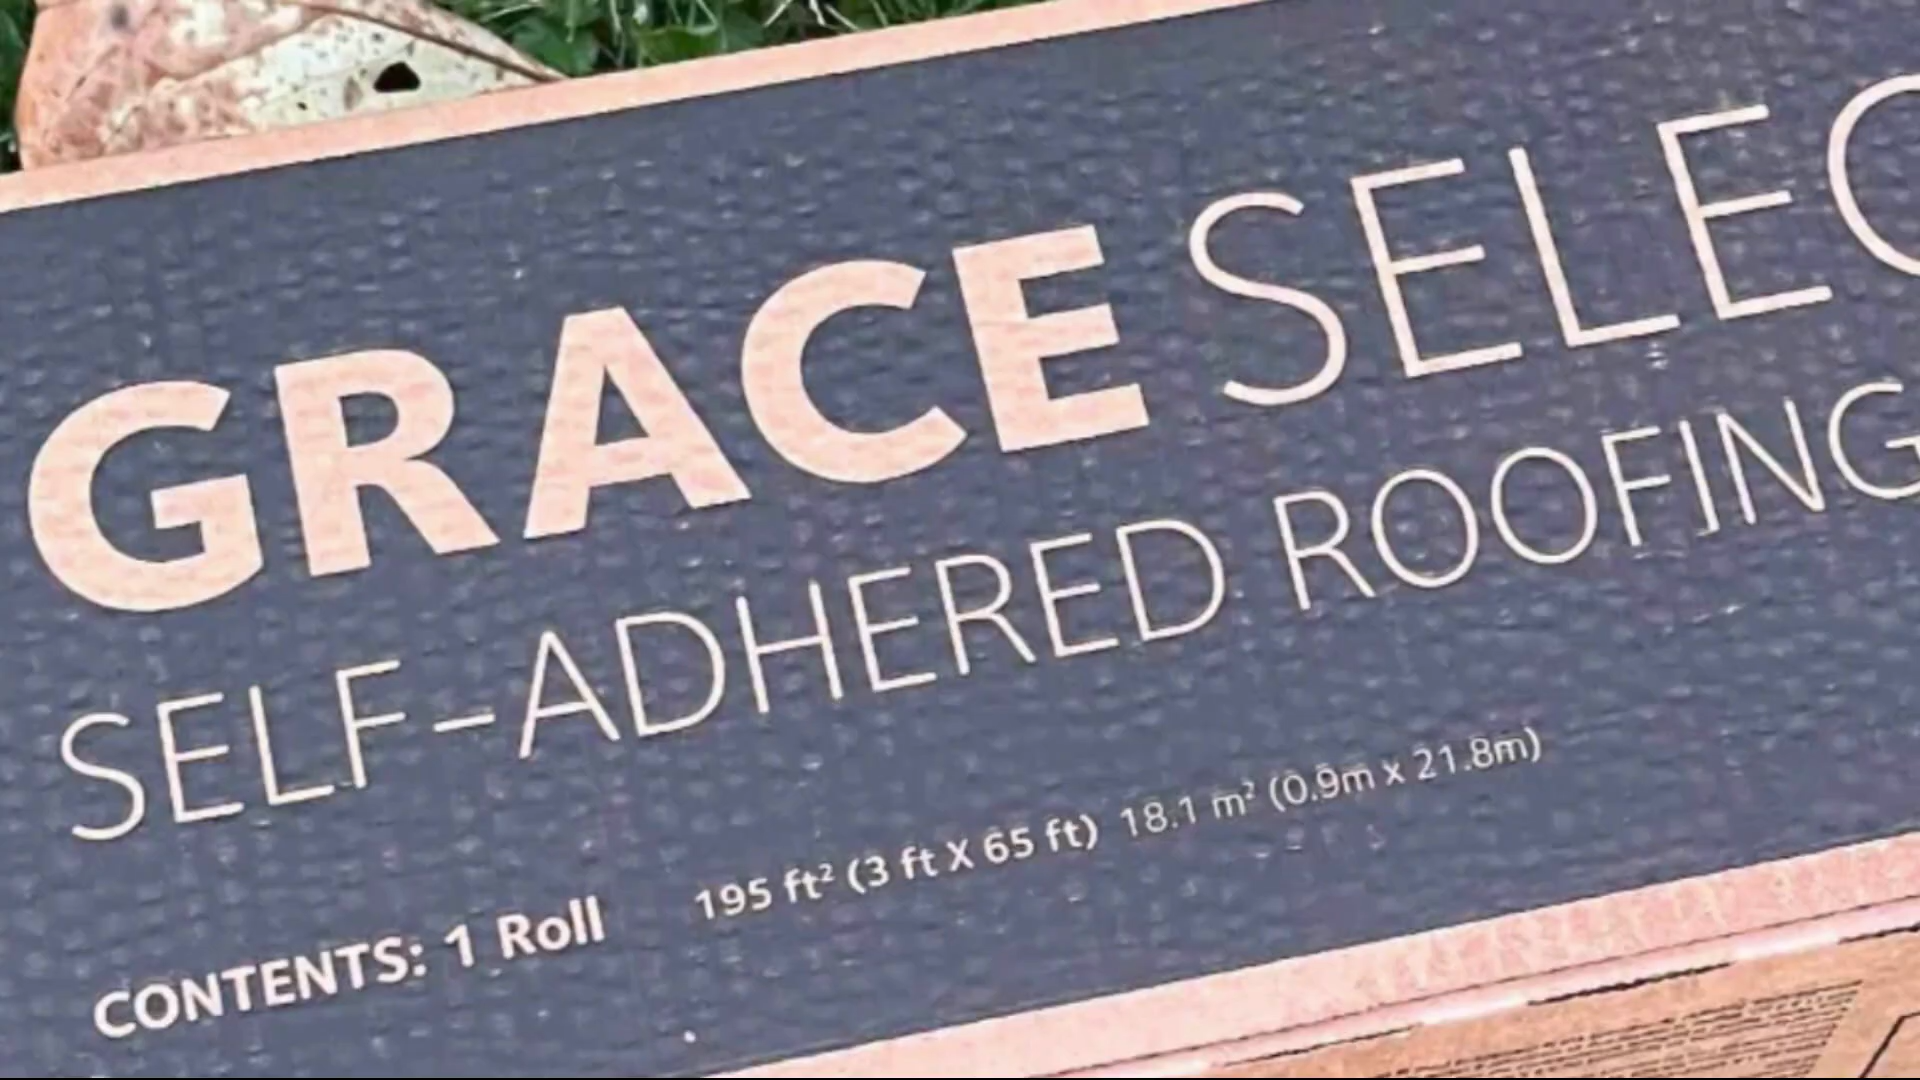 GRACE SELEC
SELF-ADHERED ROOFING
CONTENTS: 1 Roll 195 ft² (3 ft X 65 ft) 18.1 m² (0.9m x 21.8m)